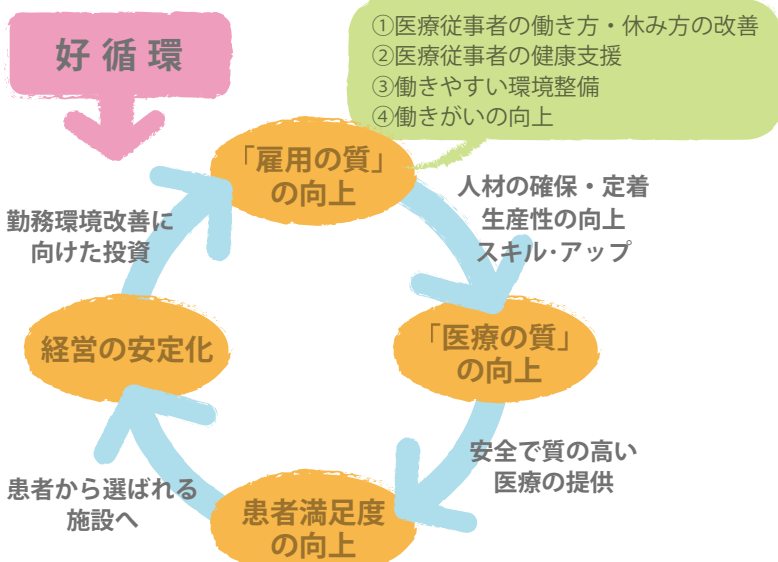 好循環
①医療従事者の働き方・休み方の改善
②医療従事者の健康支援
③働きやすい環境整備
④働きがいの向上
「雇用の質」
の向上
人材の確保・定着
生産性の向上
スキル・アップ
「医療の質」
の向上
安全で質の高い
医療の提供
患者満足度
の向上
患者から選ばれる
施設へ
経営の安定化
勤務環境改善に
向けた投資